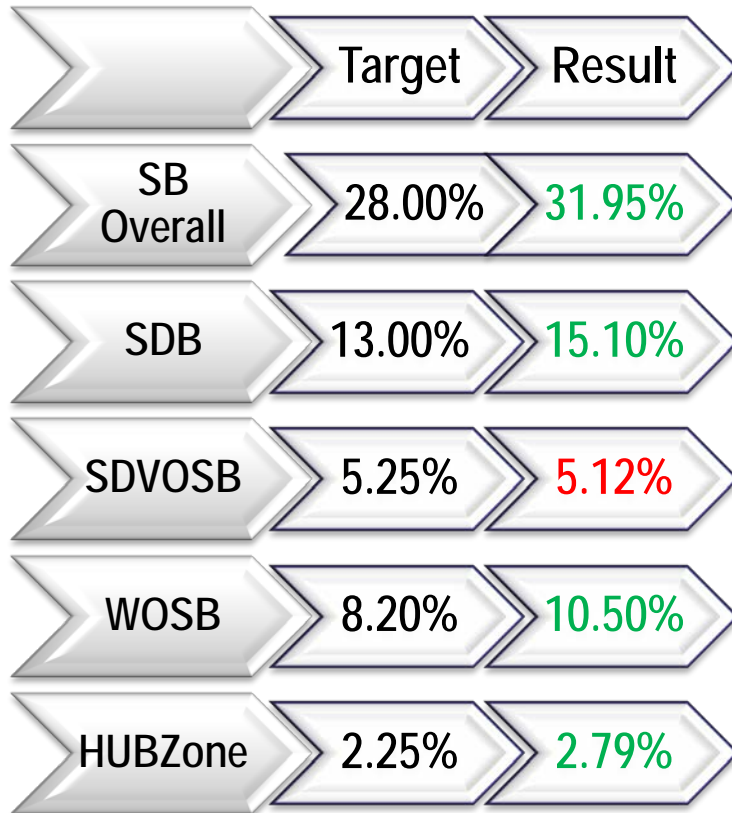 Target Result
SB
Overall
28.00% 31.95%
SDB 13.00% 15.10%
SDVOSB 5.25% 5.12%
WOSB 8.20% 10.50%
HUBZone 2.25% 2.79%